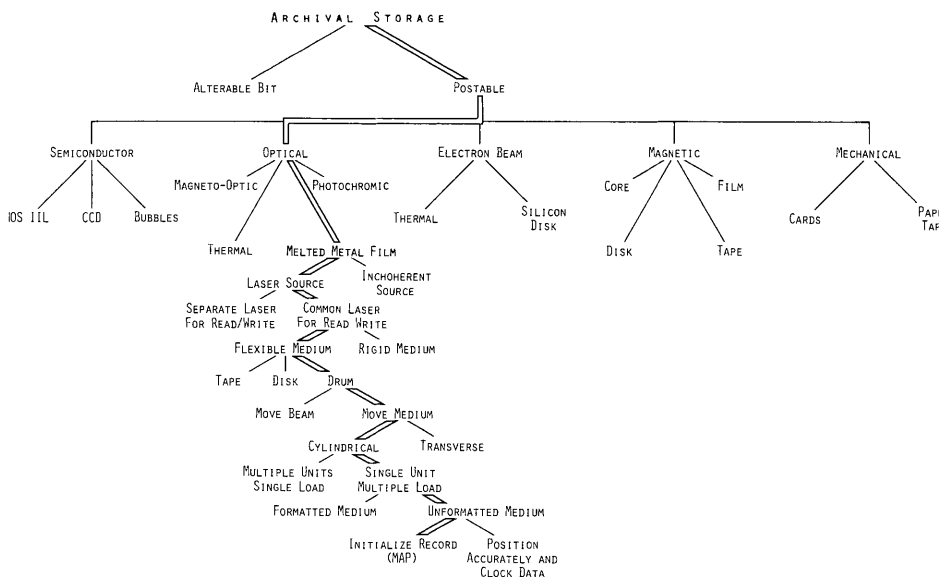 ARCHIVAL STORAGE
ALTERABLE BIT
POSTABLE
SEMICONDUCTOR
OPTICAL
ELECTRON BEAM
MAGNETIC
MECHANICAL
MAGNETO-OPTIC
PHOTOCHROMIC
CORE
FILM
IIL
CCD
BUBBLES
THERMAL
SILICON
DISK
CARDS
THERMAL
MELTED METAL FILM
DISK
TAPE
INCHOHERENT
SOURCE
LASER SOURCE
SEPARATE LASER
FOR READ/WRITE
COMMON LASER
FOR READ WRITE
FLEXIBLE MEDIUM
RIGID MEDIUM
TAPE
DISK
DRUM
MOVE BEAM
MOVE MEDIUM
CYLINDRICAL
TRANSVERSE
MULTIPLE UNITS
SINGLE LOAD
SINGLE UNIT
MULTIPLE LOAD
FORMATTED MEDIUM
UNFORMATTED MEDIUM
INITIALIZE RECORD
(MAP)
POSITION
ACCURATELY AND
CLOCK DATA